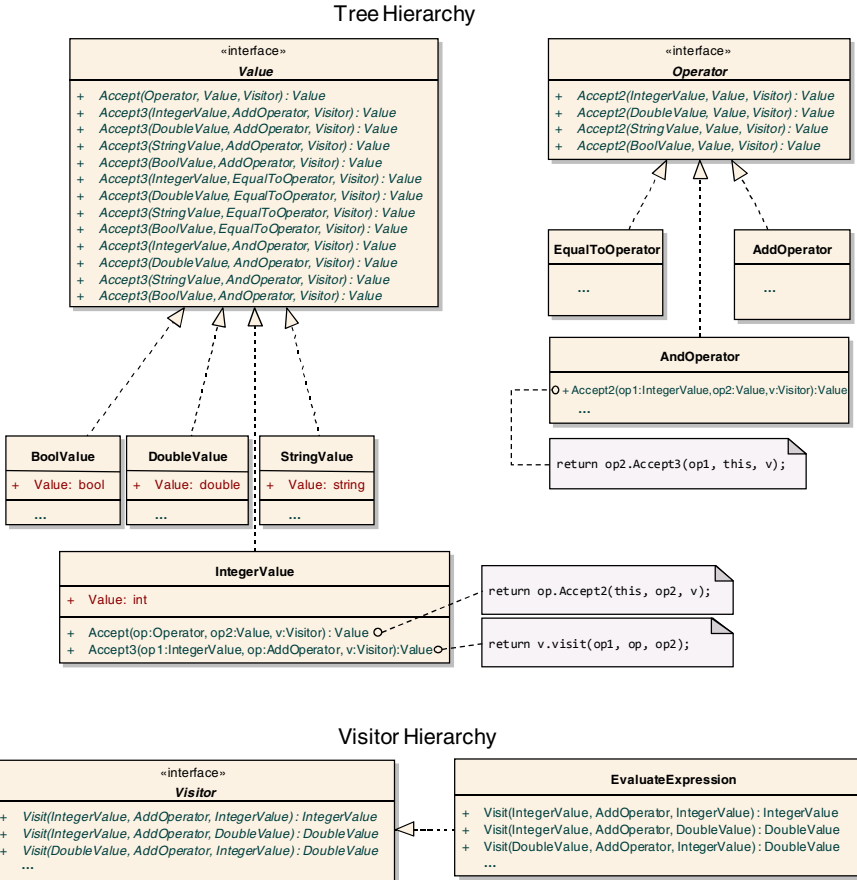 Tree Hierarchy
«interface»
Value
+ Accept(Operator, Value,Visitor) : Value
+ Accept3(IntegerValue,AddOperator, Visitor) : Value
+ Accept3(DoubleValue, AddOperator, Visitor) : Value
+ Accept3(StringValue, AddOperator, Visitor) : Value
+ Accept3(BoolValue, AddOperator, Visitor) : Value
+ Accept3(IntegerValue, EqualToOperator, Visitor) : Value
+ Accept3(DoubleValue, EqualToOperator, Visitor) : Value
+ Accept3(StringValue, EqualToOperator, Visitor) : Value
+ Accept3(BoolValue, EqualToOperator, Visitor) : Value
+ Accept3(IntegerValue, AndOperator, Visitor) : Value
+ Accept3(DoubleValue, AndOperator, Visitor) : Value
+ Accept3(StringValue, AndOperator, Visitor) : Value
+ Accept3(BoolValue, AndOperator, Visitor) : Value
«interface»
Operator
+ Accept2(IntegerValue, Value, Visitor) : Value
+ Accept2(DoubleValue, Value, Visitor) : Value
+ Accept2(StringValue, Value, Visitor) : Value
+ Accept2(BoolValue, Value, Visitor) : Value
EqualToOperator
...
AddOperator
...
AndOperator
+ Accept2(op1:IntegerValue,op2:Value,v:Visitor):Value
...
return op2.Accept3(op1, this, v);
BoolValue
+ Value: bool
...
DoubleValue
+ Value: double
...
StringValue
+ Value: string
...
IntegerValue
+ Value: int
+ Accept(op:Operator, op2:Value, v:Visitor) : Value
+ Accept3(op1:IntegerValue, op:AddOperator, v:Visitor):Value
return op.Accept2(this, op2, v);
return v.visit(op1, op, op2);
Visitor Hierarchy
«interface»
Visitor
+ Visit(IntegerValue, AddOperator, IntegerValue) : IntegerValue
+ Visit(IntegerValue, AddOperator, DoubleValue) : DoubleValue
+ Visit(DoubleValue, AddOperator, IntegerValue) : DoubleValue
...
EvaluateExpression
+ Visit(IntegerValue, AddOperator, IntegerValue) : IntegerValue
+ Visit(IntegerValue, AddOperator, DoubleValue) : DoubleValue
+ Visit(DoubleValue, AddOperator, IntegerValue) : DoubleValue
...